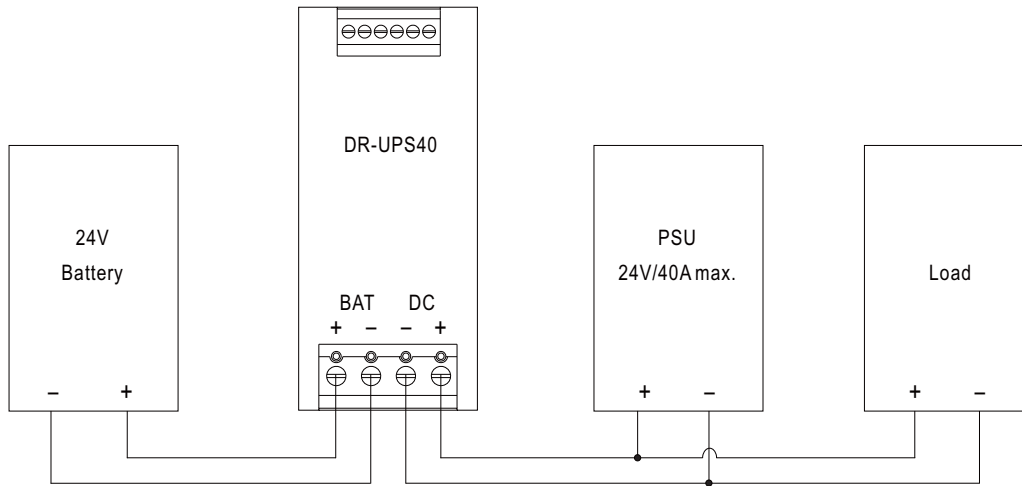 DR-UPS40
24V
Battery
PSU
24V/40A max.
Load
BAT DC
+ − − +
− +
+ −
+ −